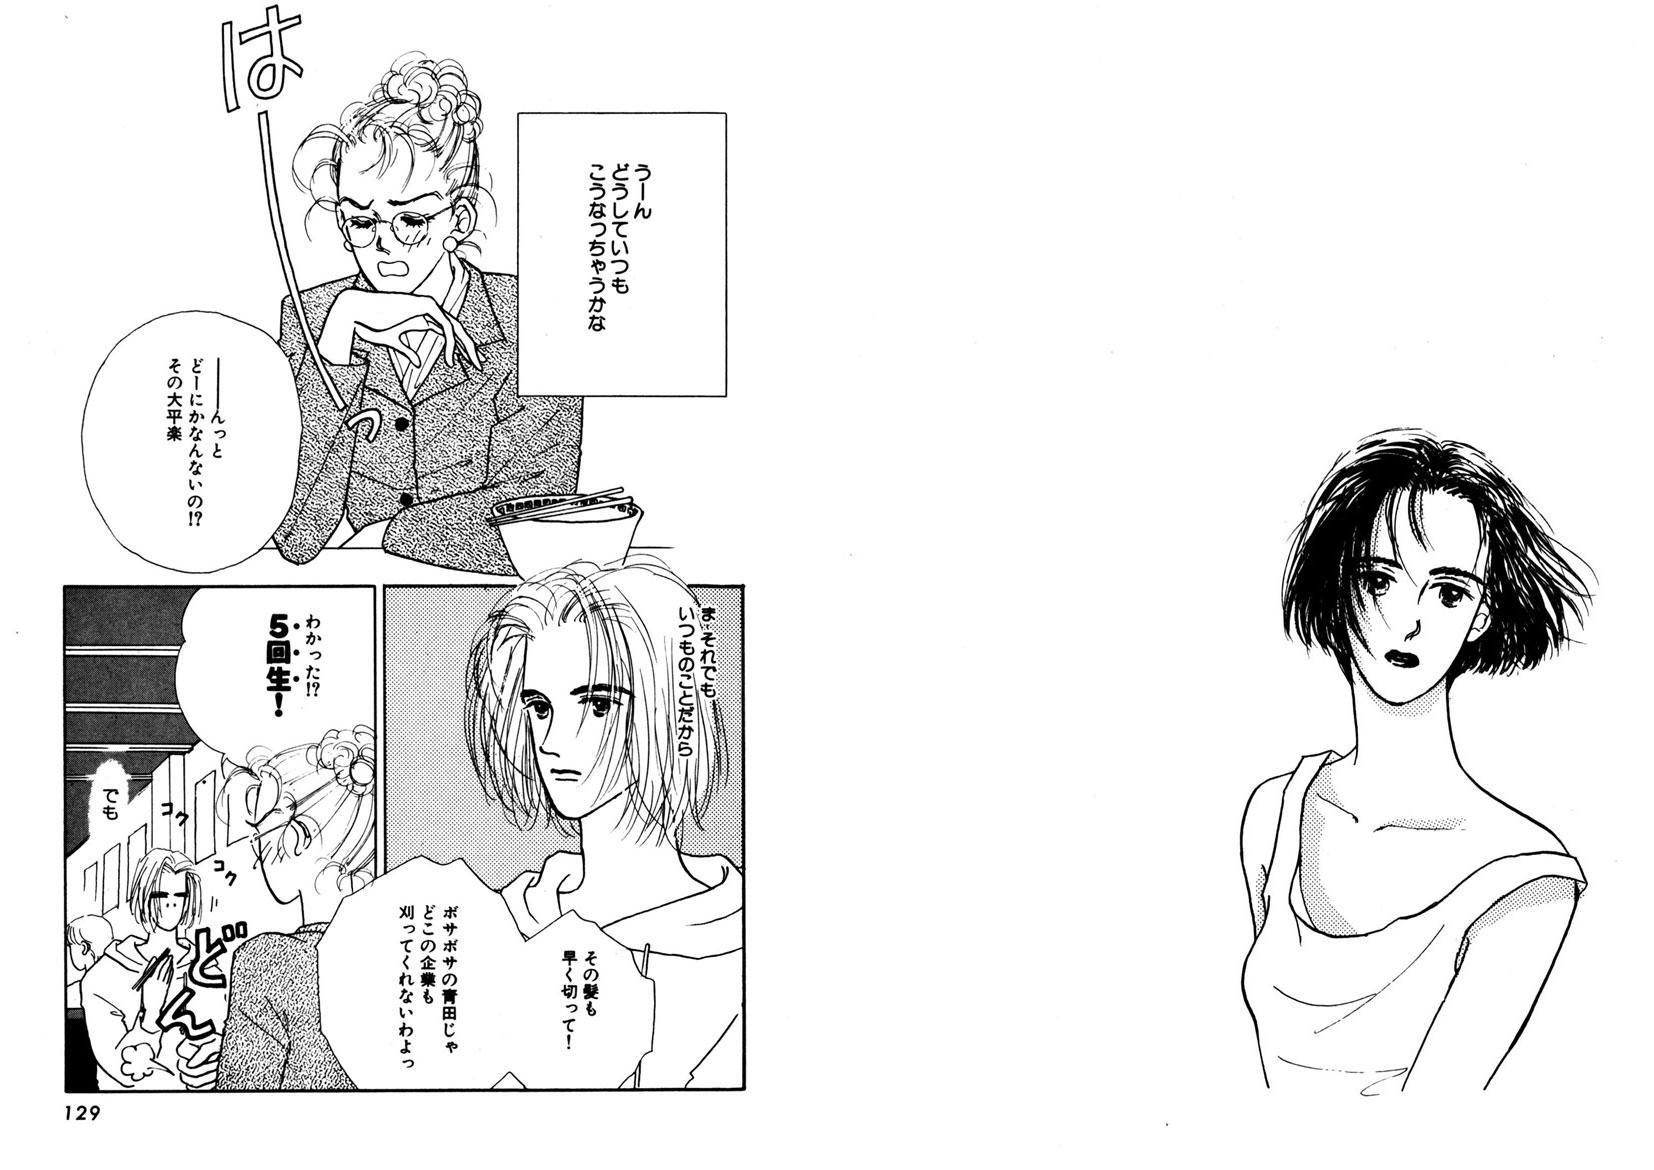 うーん
どうしていつも
こうなっちゃうかな
はーっ
――んっと
どーにかなんないの!?
その大平楽
ま それでも
いつものことだから
その髪も
早く切って!
ボサボサの青田じゃ
どこの企業も
刈ってくれないわよっ
わかった!?
5回生!
でも
コク
コク
どん
129